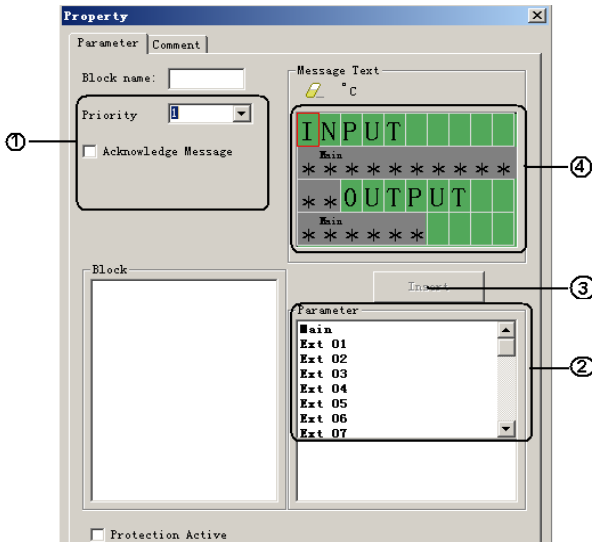 Property
Parameter Comment
Block name:
Priority 1
Acknowledge Message
Message Text
°C
INPUT
Main
**********
**OUTPUT
Main
******
Block
Insert
Parameter
Main
Ext 01
Ext 02
Ext 03
Ext 04
Ext 05
Ext 06
Ext 07
Protection Active
①
④
③
②